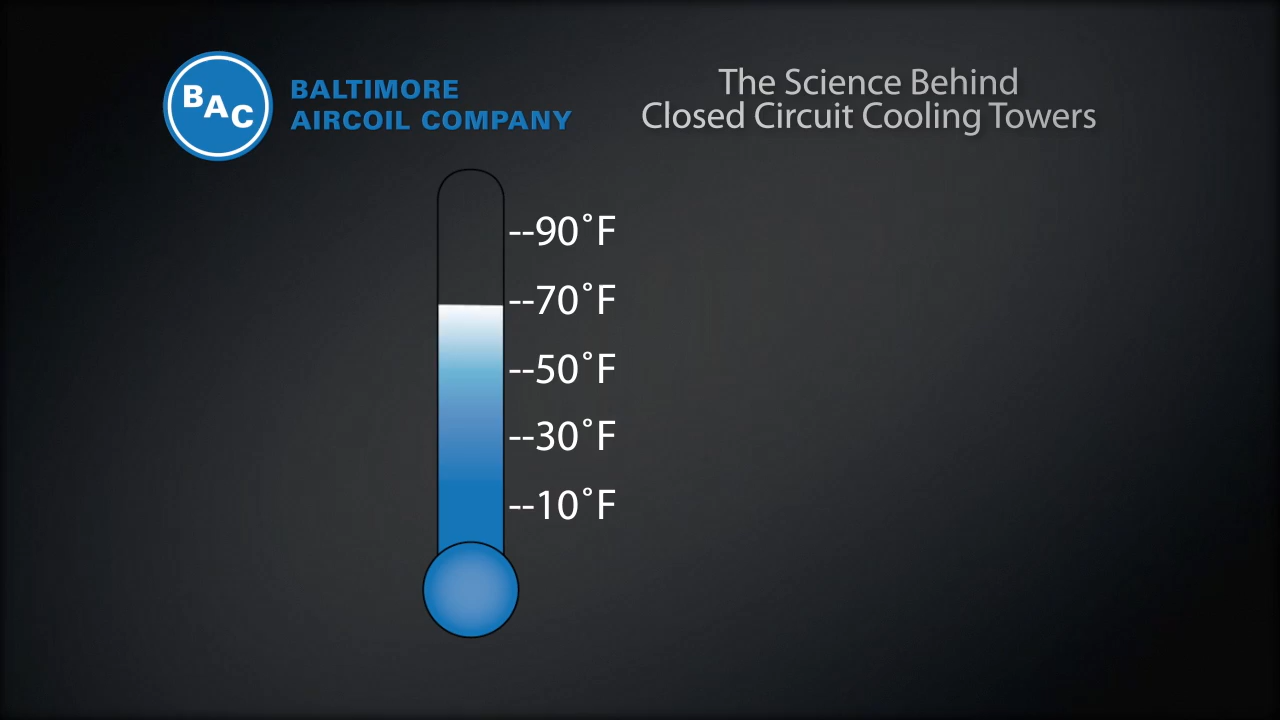 BAC
BALTIMORE
AIRCOIL COMPANY
The Science Behind
Closed Circuit Cooling Towers
--90˚F
--70˚F
--50˚F
--30˚F
--10˚F